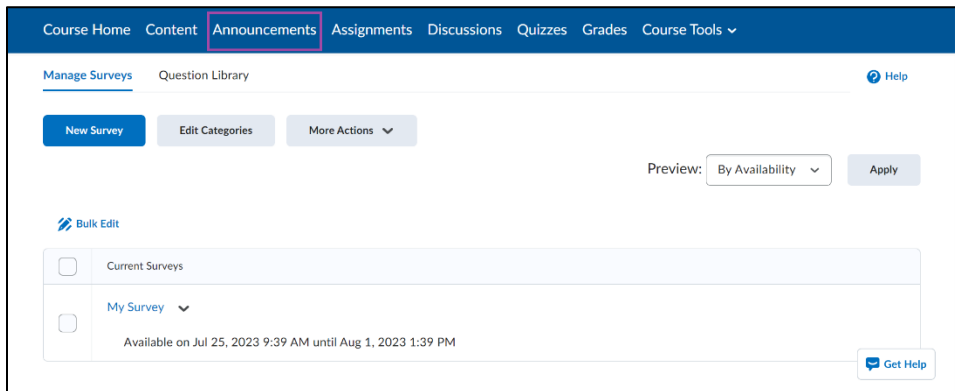 Course Home Content Announcements Assignments Discussions Quizzes Grades Course Tools
Manage Surveys Question Library Help
New Survey Edit Categories More Actions
Preview: By Availability Apply
Bulk Edit
Current Surveys
My Survey
Available on Jul 25, 2023 9:39 AM until Aug 1, 2023 1:39 PM
Get Help